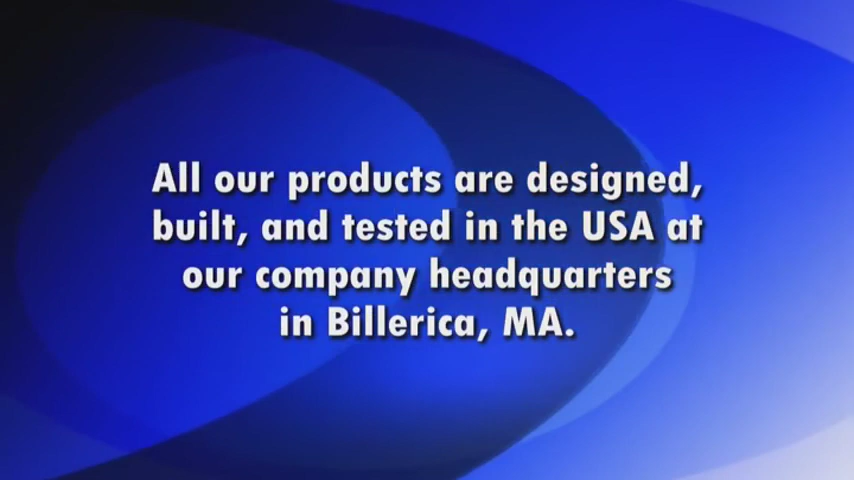 All our products are designed,
built, and tested in the USA at
our company headquarters
in Billerica, MA.